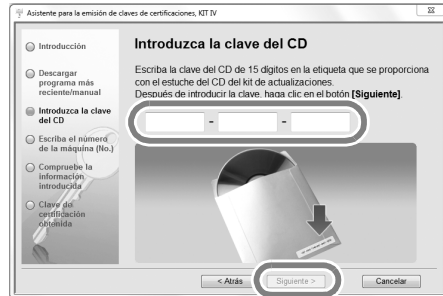 Asistente para la emisión de claves de certificaciones, KIT IV
Introducción
Descargar
programa más
reciente/manual
Introduzca la clave
del CD
Escriba el número
de la máquina (No.)
Compruebe la
información
introducida
Clave de
certificación
obtenida
Introduzca la clave del CD
Escriba la clave del CD de 15 dígitos en la etiqueta que se proporciona
con el estuche del CD del kit de actualizaciones.
Después de introducir la clave, haga clic en el botón [Siguiente].
- -
< Atrás
Siguiente >
Cancelar